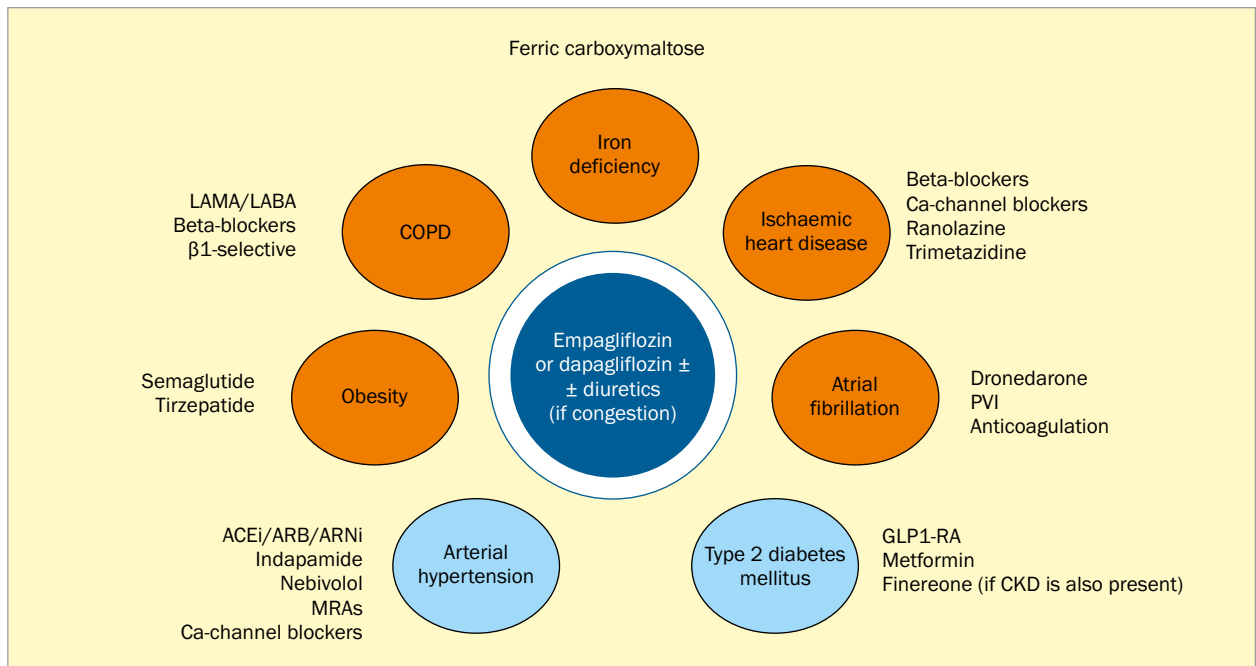 Ferric carboxymaltose
Iron
deficiency
LAMA/LABA
Beta-blockers
β1-selective
COPD
Ischaemic
heart disease
Beta-blockers
Ca-channel blockers
Ranolazine
Trimetazidine
Empagliflozin
or dapagliflozin ±
± diuretics
(if congestion)
Semaglutide
Tirzepatide
Obesity
Atrial
fibrillation
Dronedarone
PVI
Anticoagulation
ACEi/ARB/ARNi
Indapamide
Nebivolol
MRAs
Ca-channel blockers
Arterial
hypertension
Type 2 diabetes
mellitus
GLP1-RA
Metformin
Finereone (if CKD is also present)